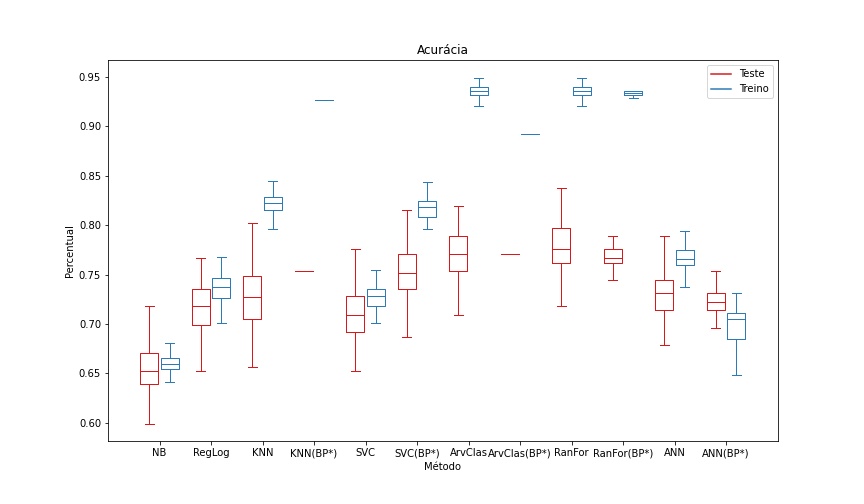 Acurácia
Teste
Treino
0.95
0.90
0.85
0.80
0.75
0.70
0.65
0.60
Percentual
NB RegLog KNN KNN(BP*) SVC SVC(BP*) ArvClas ArvClas(BP*) RanFor RanFor(BP*) ANN ANN(BP*)
Método